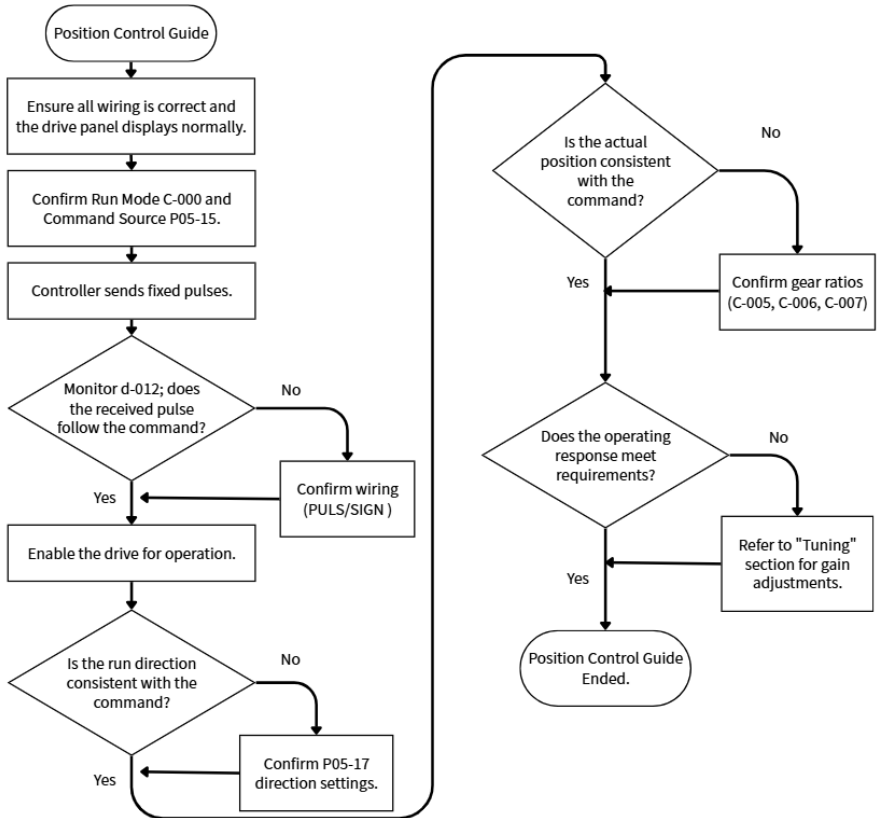 Position Control Guide
Ensure all wiring is correct and
the drive panel displays normally.
Confirm Run Mode C-000 and
Command Source P05-15.
Controller sends fixed pulses.
Monitor d-012; does
the received pulse
follow the command?
No
Confirm wiring
(PULS/SIGN )
Yes
Enable the drive for operation.
Is the run direction
consistent with the
command?
No
Confirm P05-17
direction settings.
Yes
Is the actual
position consistent
with the
command?
No
Confirm gear ratios
(C-005, C-006, C-007)
Yes
Does the operating
response meet
requirements?
No
Refer to "Tuning"
section for gain
adjustments.
Yes
Position Control Guide
Ended.